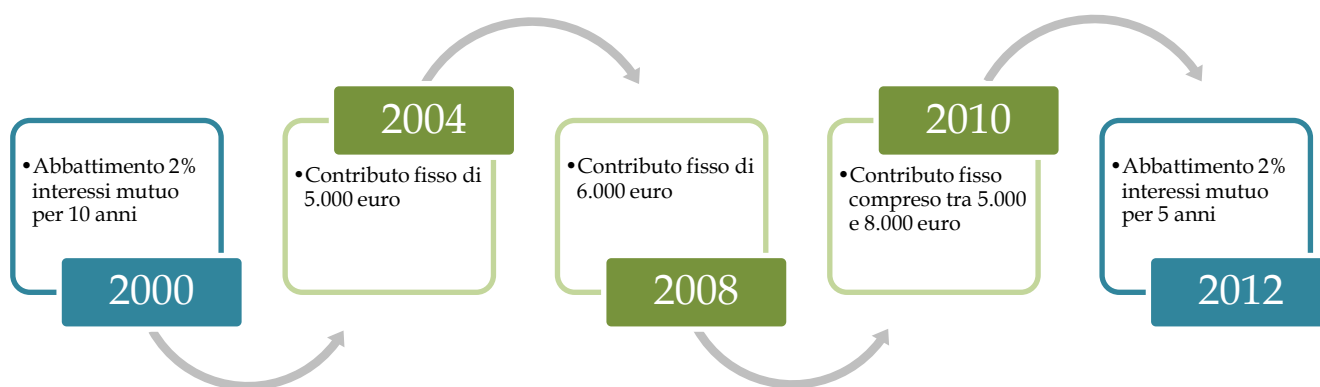 •Abbattimento 2%
interessi mutuo
per 10 anni
2000
2004
•Contributo fisso di
5.000 euro
•Contributo fisso di
6.000 euro
2008
2010
•Contributo fisso
compreso tra 5.000
e 8.000 euro
•Abbattimento 2%
interessi mutuo
per 5 anni
2012